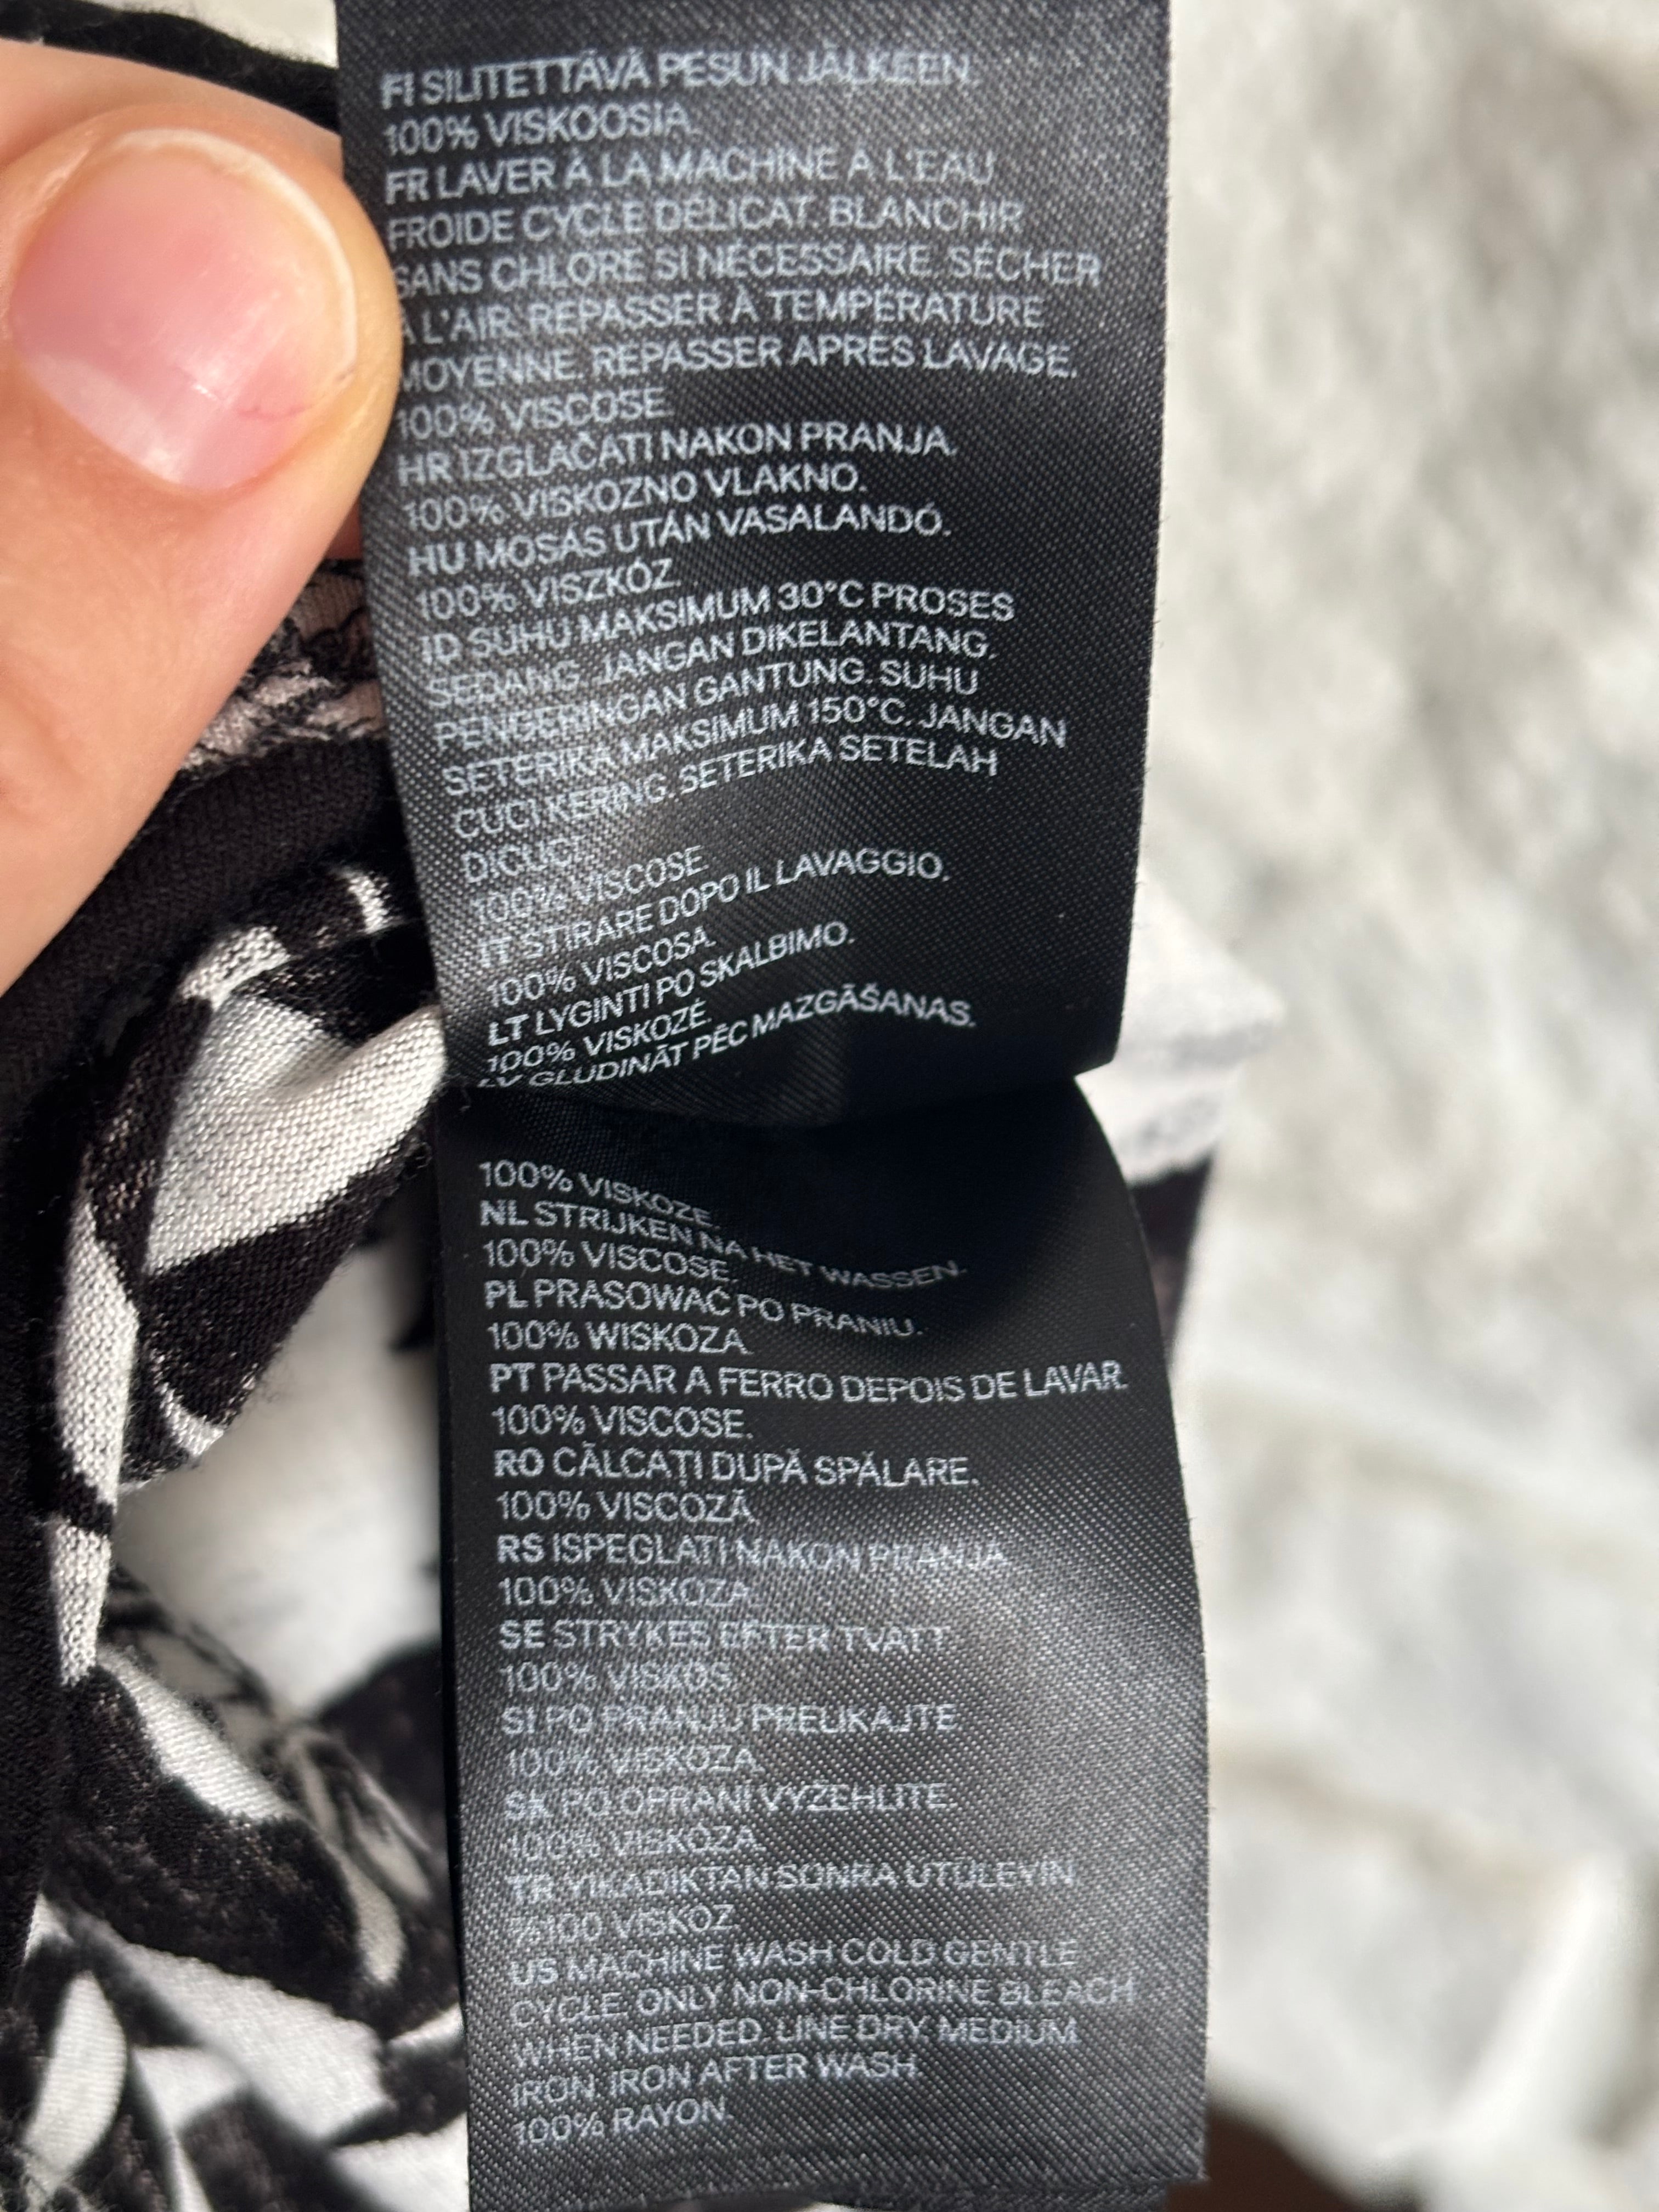 FI SILITETTÄVÄ PESUN JÄLKEEN.
100% VISKOOSIA.
FR LAVER À LA MACHINE À L'EAU
FROIDE CYCLE DÉLICAT. BLANCHIR
SANS CHLORE SI NÉCESSAIRE. SÉCHER
À L'AIR. REPASSER À TEMPÉRATURE
MOYENNE. REPASSER APRÈS LAVAGE.
100% VISCOSE.
HR IZGLAČATI NAKON PRANJA.
100% VISKOZNO VLAKNO.
HU MOSÁS UTÁN VASALANDÓ.
100% VISZKÓZ.
ID SUHU MAKSIMUM 30°C PROSES
SEDANG. JANGAN DIKELANTANG.
PENGERINGAN GANTUNG. SUHU
SETERIKA MAKSIMUM 150°C. JANGAN
CUCI KERING. SETERIKA SETELAH
DICUCI.
100% VISCOSE
IT STIRARE DOPO IL LAVAGGIO.
100% VISCOSA.
LT LYGINTI PO SKALBIMO.
100% VISKOZĖ
LV GLUDINĀT PĒC MAZGĀŠANAS.
100% VISKOZE.
NL STRIJKEN NA HET WASSEN.
100% VISCOSE.
PL PRASOWAĆ PO PRANIU.
100% WISKOZA.
PT PASSAR A FERRO DEPOIS DE LAVAR.
100% VISCOSE.
RO CĂLCAȚI DUPĂ SPĂLARE.
100% VISCOZĂ
RS ISPEGLATI NAKON PRANJA.
100% VISKOZA
SE STRYKES EFTER TVÄTT.
100% VISKOS
SI PO PRANJU PRELIKAJTE
100% VISKOZA
SK PO OPRANÍ VYŽEHLITE.
100% VISKÓZA
TR YIKADIKTAN SONRA ÜTÜLEYİN.
%100 VİSKOZ
US MACHINE WASH COLD GENTLE
CYCLE. ONLY NON-CHLORINE BLEACH
WHEN NEEDED. LINE DRY. MEDIUM
IRON. IRON AFTER WASH.
100% RAYON.